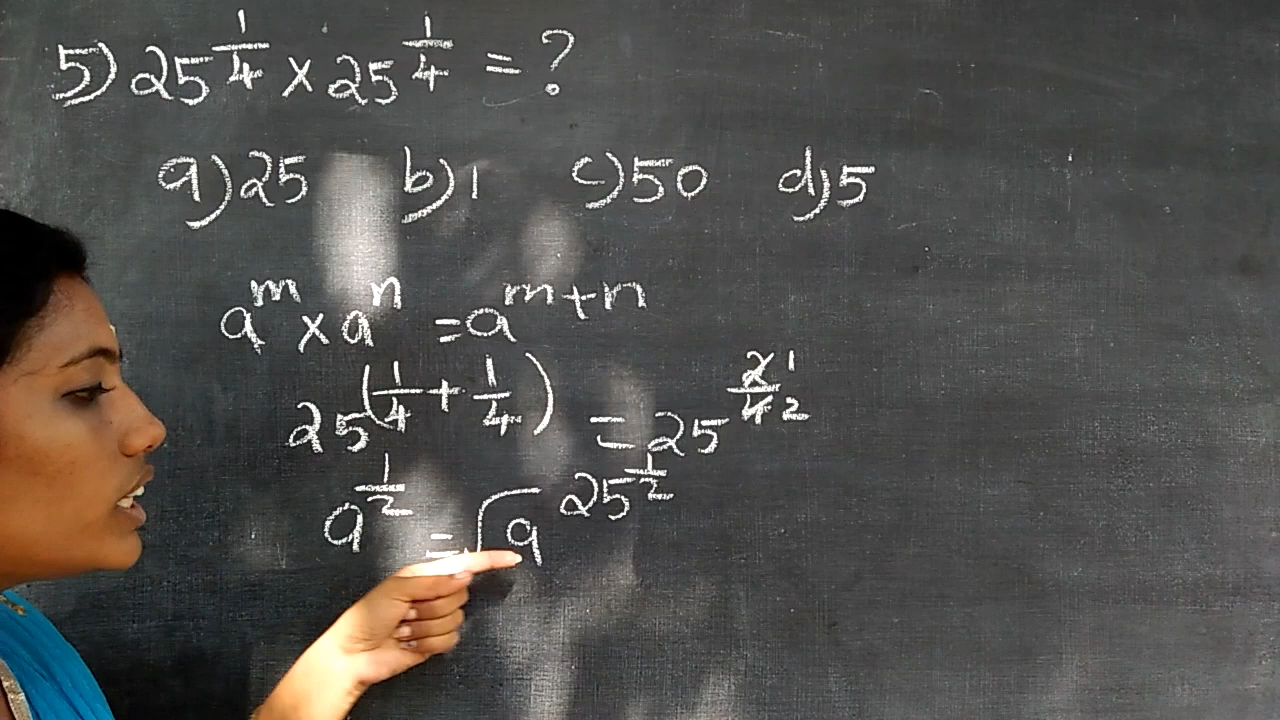 5) 25^(1/4) × 25^(1/4) = ?
a) 25 b) 1 c) 50 d) 5
a^m × a^n = a^(m+n)
25^(1/4 + 1/4) = 25^(2/4) 1 2
a^(1/2) = √a 25^(1/2)